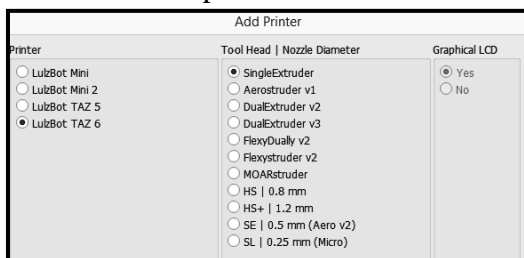 Add Printer
Printer
LulzBot Mini
LulzBot Mini 2
LulzBot TAZ 5
LulzBot TAZ 6
Tool Head | Nozzle Diameter
SingleExtruder
Aerostruder v1
DualExtruder v2
DualExtruder v3
FlexyDually v2
Flexystruder v2
MOARstruder
HS | 0.8 mm
HS+ | 1.2 mm
SE | 0.5 mm (Aero v2)
SL | 0.25 mm (Micro)
Graphical LCD
Yes
No